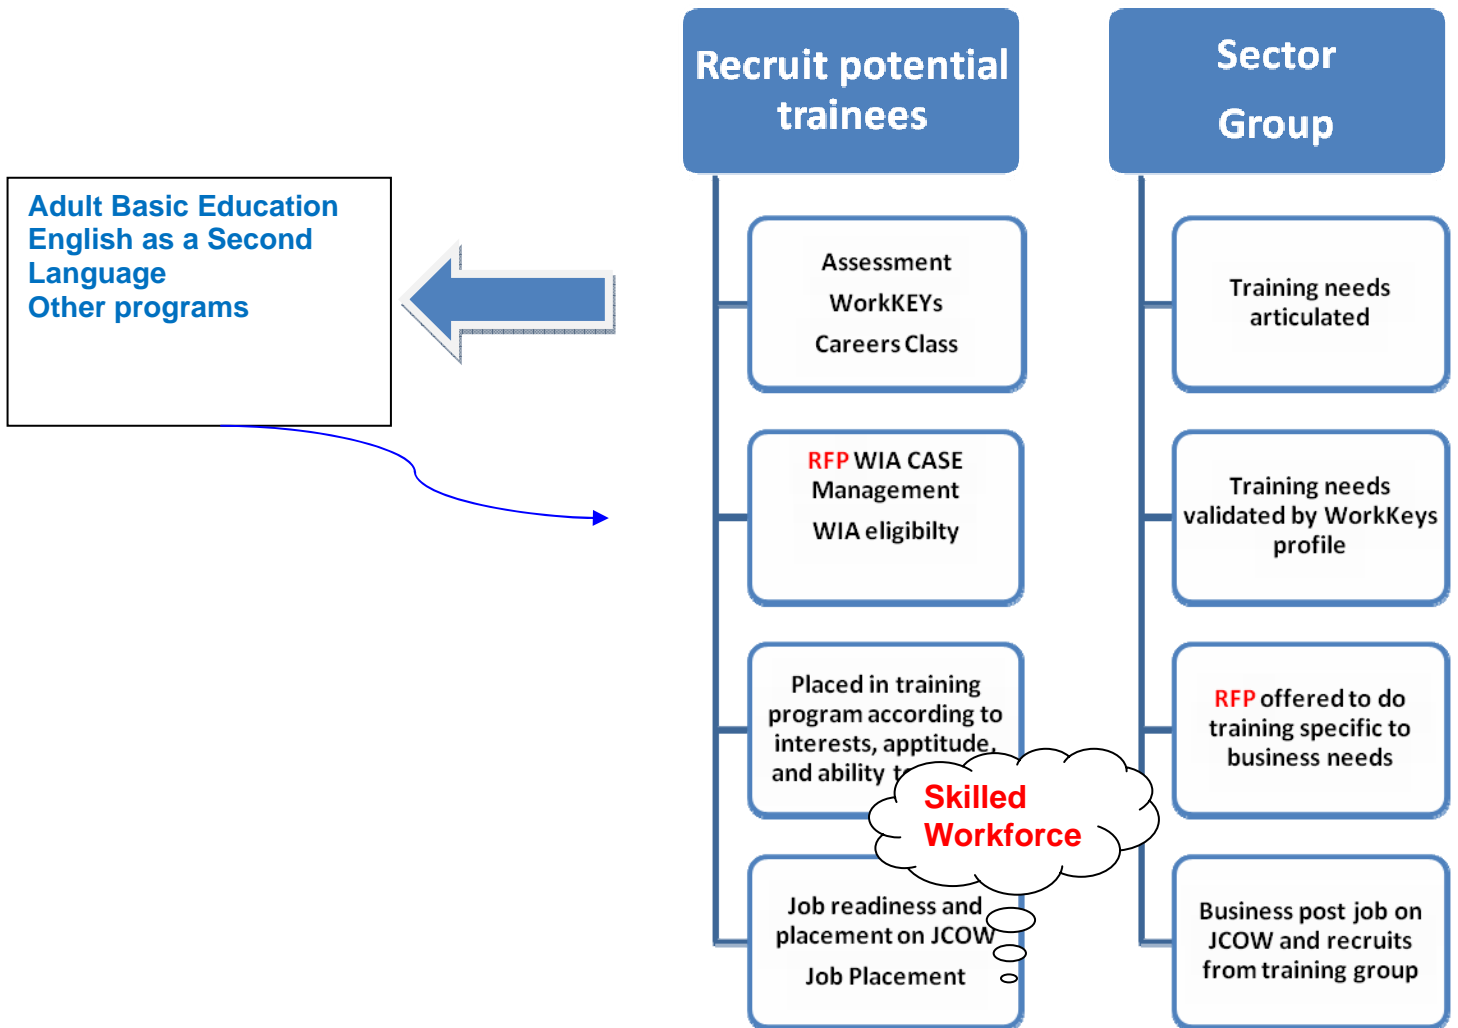 Recruit potential
trainees
Sector
Group
Adult Basic Education
English as a Second
Language
Other programs
Assessment
WorkKEYs
Careers Class
RFP WIA CASE
Management
WIA eligibilty
Placed in training
program according to
interests, apptitude,
and ability
Job readiness and
placement on JCOW
Job Placement
Skilled
Workforce
Training needs
articulated
Training needs
validated by WorkKeys
profile
RFP offered to do
training specific to
business needs
Business post job on
JCOW and recruits
from training group